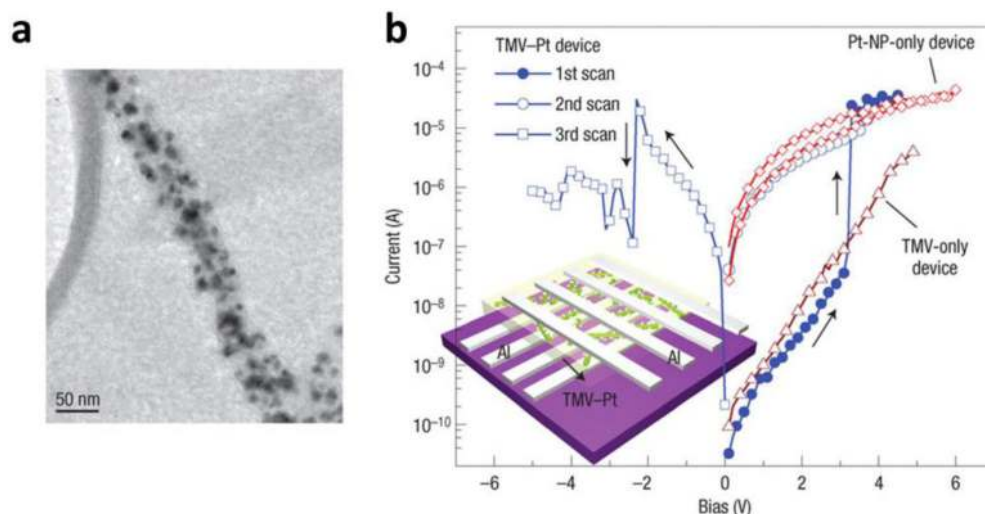 a
50 nm
b
TMV–Pt device
1st scan
2nd scan
3rd scan
Pt-NP-only device
TMV-only
device
Al
Al
TMV–Pt
Current (A)
10⁻⁴
10⁻⁵
10⁻⁶
10⁻⁷
10⁻⁸
10⁻⁹
10⁻¹⁰
−6
−4
−2
0
2
4
6
Bias (V)